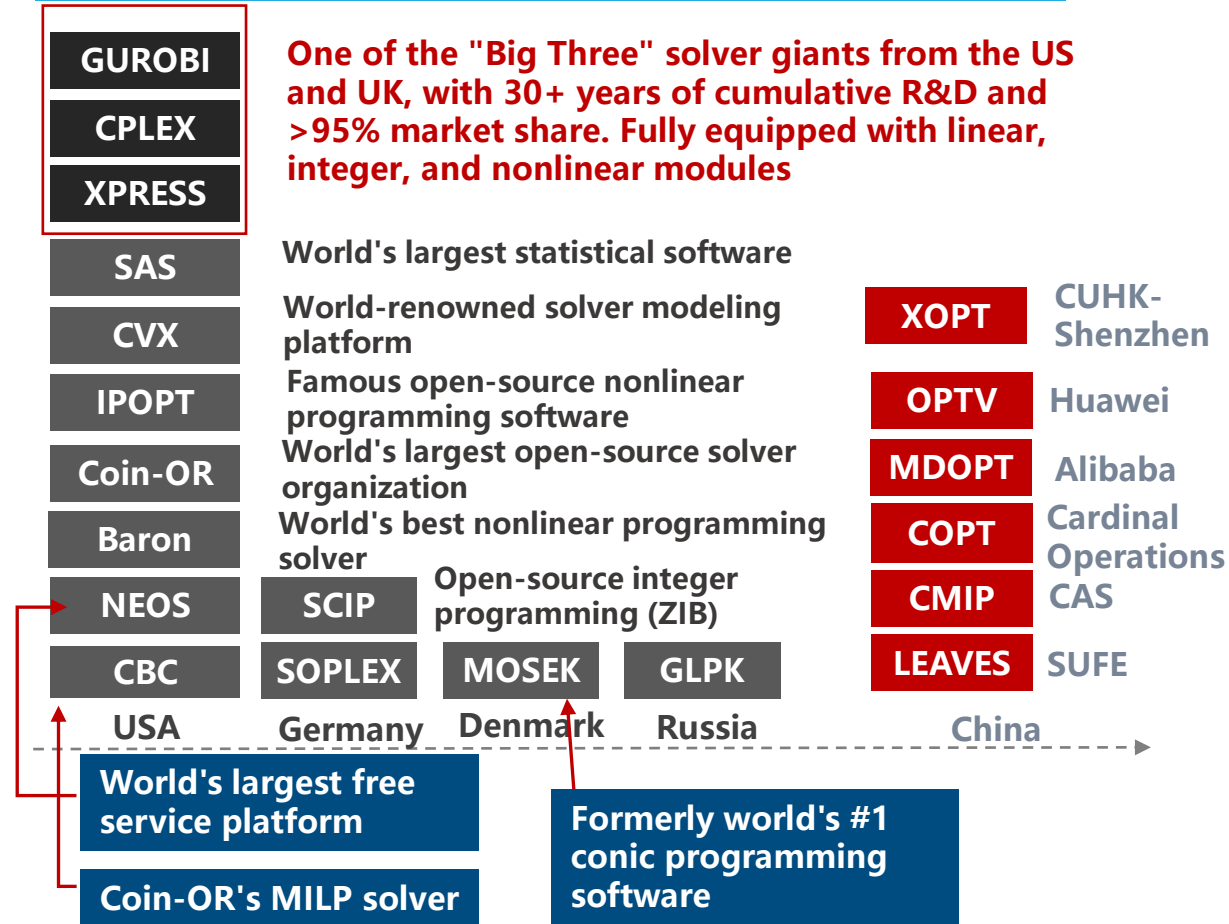 GUROBI
CPLEX
XPRESS
One of the "Big Three" solver giants from the US
and UK, with 30+ years of cumulative R&D and
>95% market share. Fully equipped with linear,
integer, and nonlinear modules
SAS
World's largest statistical software
CVX
World-renowned solver modeling
platform
IPOPT
Famous open-source nonlinear
programming software
Coin-OR
World's largest open-source solver
organization
Baron
World's best nonlinear programming
solver
NEOS
SCIP
Open-source integer
programming (ZIB)
CBC
SOPLEX
MOSEK
GLPK
XOPT
CUHK-
Shenzhen
OPTV
Huawei
MDOPT
Alibaba
COPT
Cardinal
Operations
CMIP
CAS
LEAVES
SUFE
USA
Germany
Denmark
Russia
China
World's largest free
service platform
Coin-OR's MILP solver
Formerly world's #1
conic programming
software